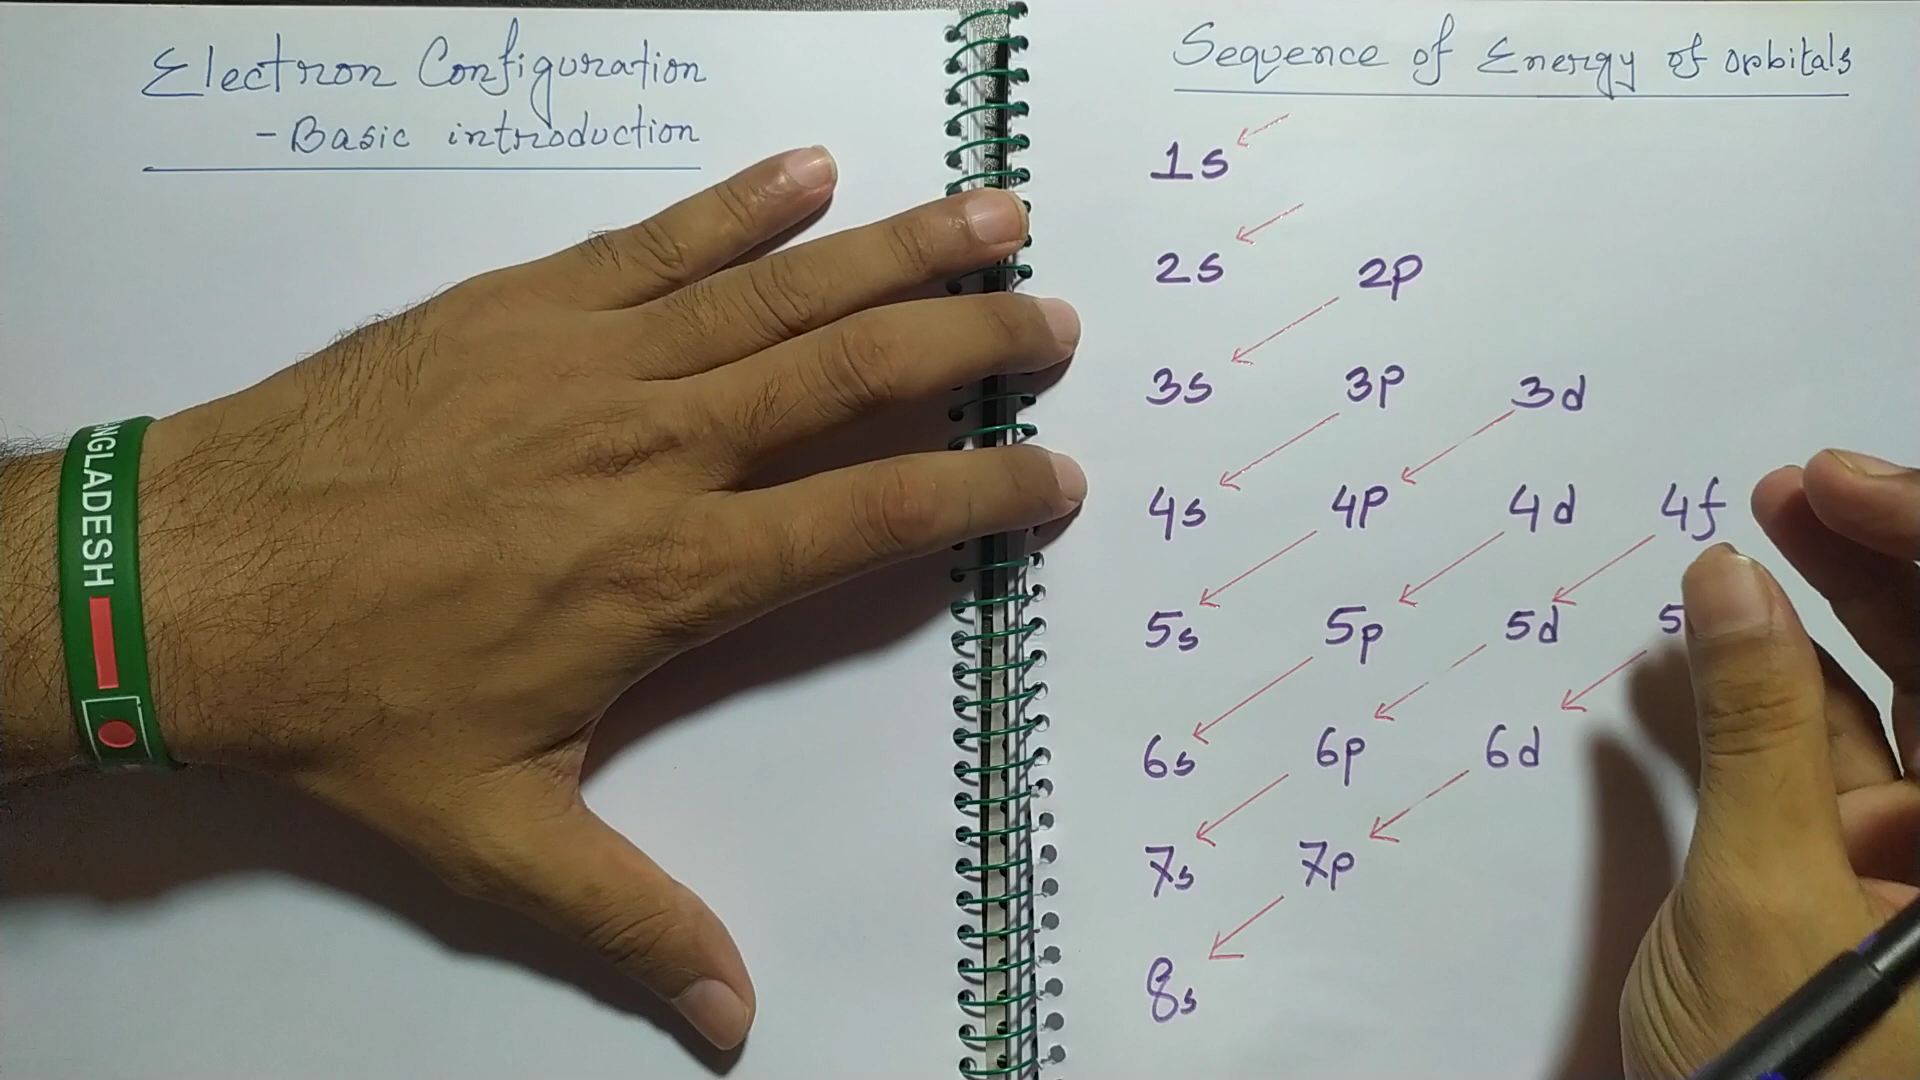 Electron Configuration
- Basic introduction
Sequence of Energy of orbitals
1s
2s 2p
3s 3p 3d
4s 4p 4d 4f
5s 5p 5d 5
6s 6p 6d
7s 7p
8s
NGLADESH